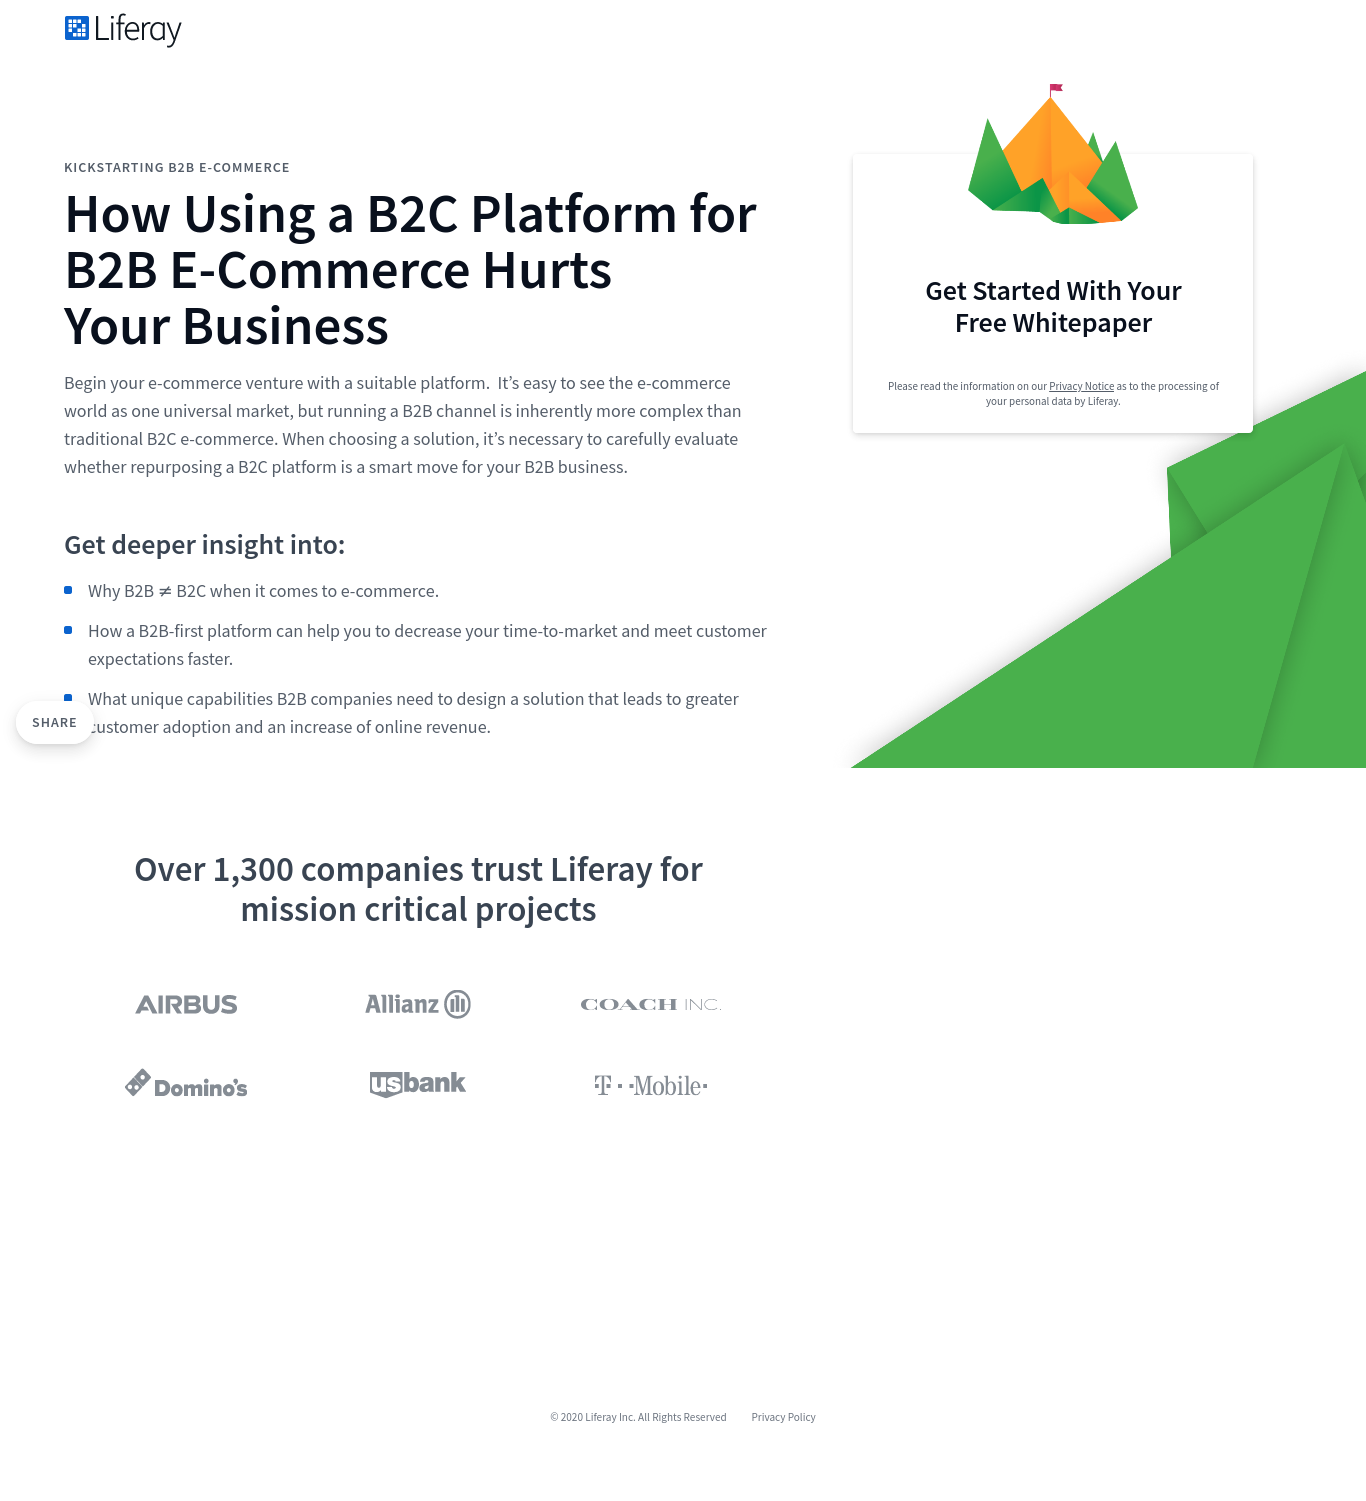 Liferay
KICKSTARTING B2B E-COMMERCE
How Using a B2C Platform for
B2B E-Commerce Hurts
Your Business
Begin your e-commerce venture with a suitable platform.  It’s easy to see the e-commerce
world as one universal market, but running a B2B channel is inherently more complex than
traditional B2C e-commerce. When choosing a solution, it’s necessary to carefully evaluate
whether repurposing a B2C platform is a smart move for your B2B business.
Get deeper insight into:
Why B2B ≠ B2C when it comes to e-commerce.
How a B2B-first platform can help you to decrease your time-to-market and meet customer
expectations faster.
What unique capabilities B2B companies need to design a solution that leads to greater
customer adoption and an increase of online revenue.
SHARE
Get Started With Your
Free Whitepaper
Please read the information on our Privacy Notice as to the processing of
your personal data by Liferay.
Over 1,300 companies trust Liferay for
mission critical projects
AIRBUS
Allianz
COACH INC.
Domino's
usbank
T··Mobile·
© 2020 Liferay Inc. All Rights Reserved
Privacy Policy